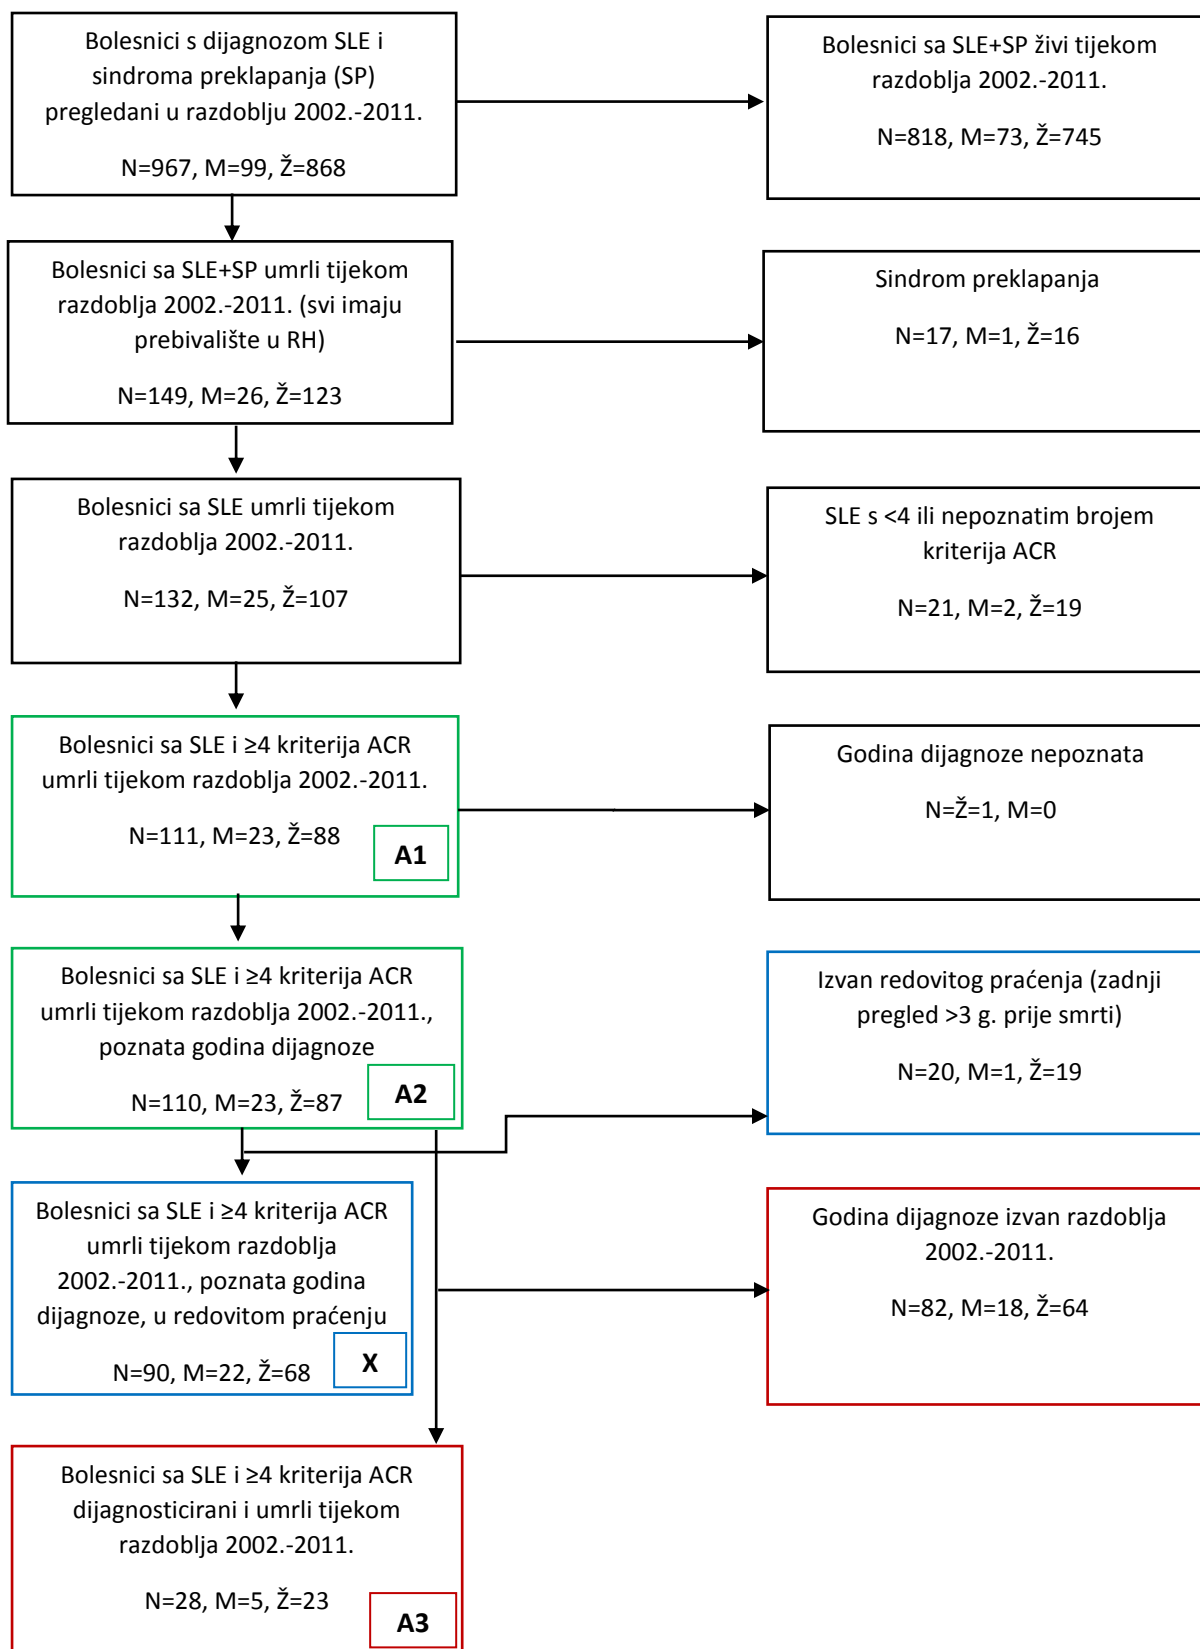 Bolesnici s dijagnozom SLE i
sindroma preklapanja (SP)
pregledani u razdoblju 2002.-2011.
N=967, M=99, Ž=868
Bolesnici sa SLE+SP živi tijekom
razdoblja 2002.-2011.
N=818, M=73, Ž=745
Bolesnici sa SLE+SP umrli tijekom
razdoblja 2002.-2011. (svi imaju
prebivalište u RH)
N=149, M=26, Ž=123
Sindrom preklapanja
N=17, M=1, Ž=16
Bolesnici sa SLE umrli tijekom
razdoblja 2002.-2011.
N=132, M=25, Ž=107
SLE s <4 ili nepoznatim brojem
kriterija ACR
N=21, M=2, Ž=19
Bolesnici sa SLE i ≥4 kriterija ACR
umrli tijekom razdoblja 2002.-2011.
N=111, M=23, Ž=88
A1
Godina dijagnoze nepoznata
N=Ž=1, M=0
Bolesnici sa SLE i ≥4 kriterija ACR
umrli tijekom razdoblja 2002.-2011.,
poznata godina dijagnoze
N=110, M=23, Ž=87
A2
Izvan redovitog praćenja (zadnji
pregled >3 g. prije smrti)
N=20, M=1, Ž=19
Bolesnici sa SLE i ≥4 kriterija ACR
umrli tijekom razdoblja
2002.-2011., poznata godina
dijagnoze, u redovitom praćenju
N=90, M=22, Ž=68
X
Godina dijagnoze izvan razdoblja
2002.-2011.
N=82, M=18, Ž=64
Bolesnici sa SLE i ≥4 kriterija ACR
dijagnosticirani i umrli tijekom
razdoblja 2002.-2011.
N=28, M=5, Ž=23
A3